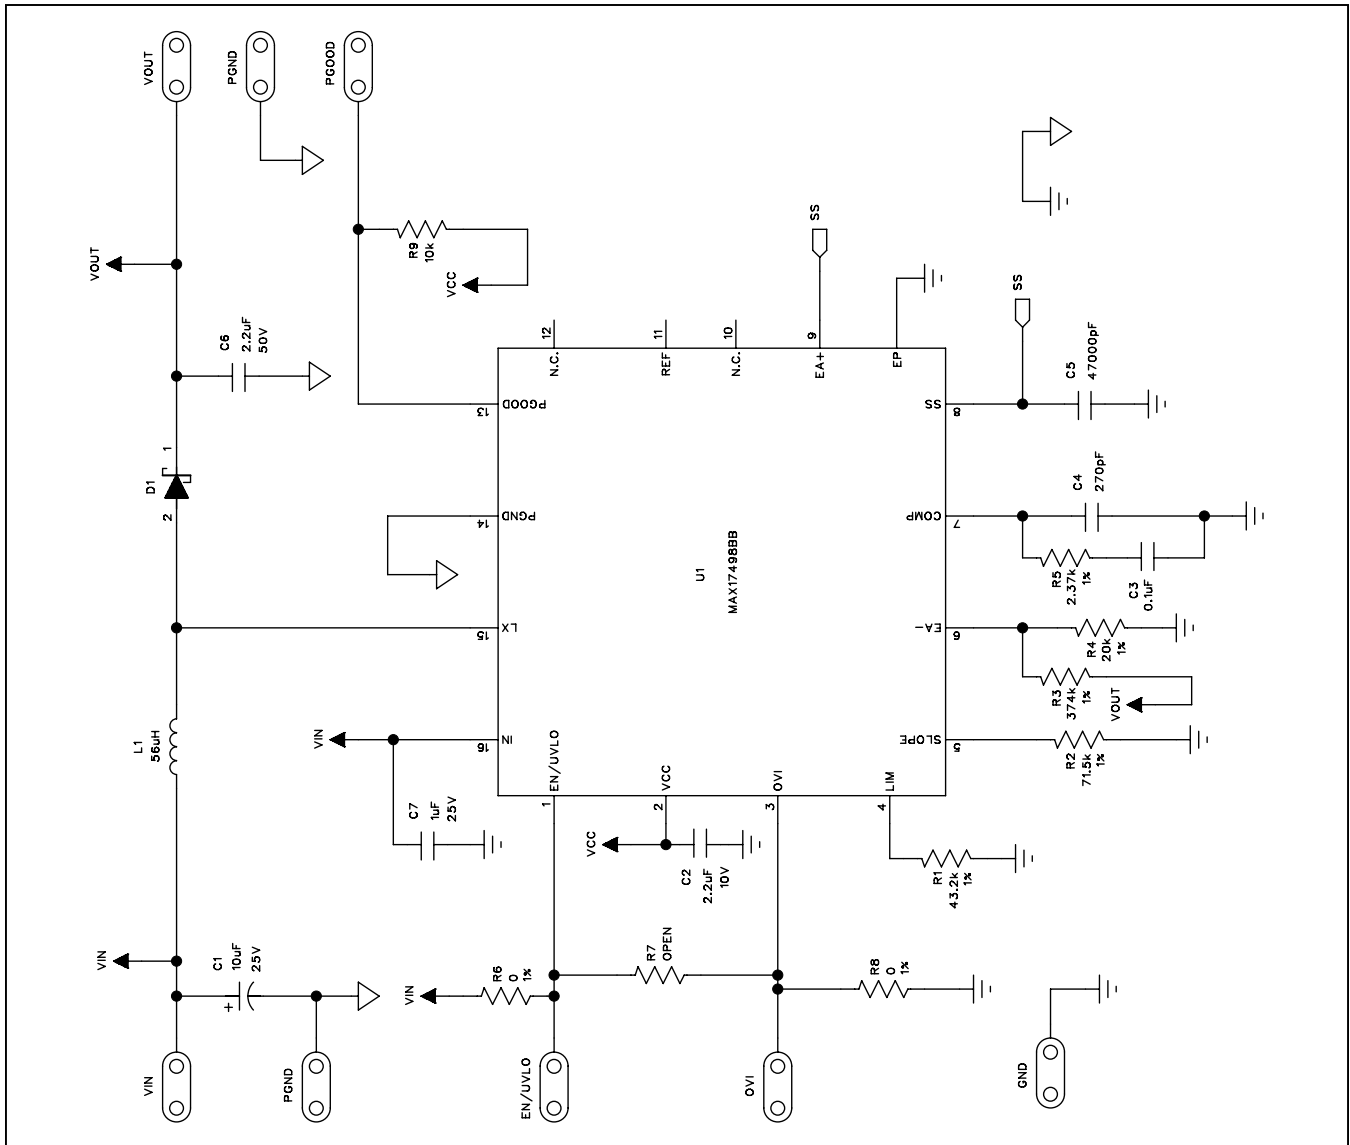 VOUT
PGND
PGOOD
VOUT
R9
10k
VCC
SS
C6
2.2uF
50V
SS
N.C.
12
REF
11
N.C.
10
EA+
9
EP
D1
1
2
13
PGOOD
14
PGND
15
LX
16
IN
U1
MAX17498BB
SS
8
C5
47000pF
COMP
7
C4
270pF
R5
2.37k
1%
C3
0.1uF
EA-
6
R4
20k
1%
R3
374k
1%
VOUT
SLOPE
5
R2
71.5k
1%
L1
56uH
VIN
C7
1uF
25V
EN/UVLO
1
VCC
2
OVI
3
LIM
4
VCC
C2
2.2uF
10V
R1
43.2k
1%
VIN
C1
10uF
25V
+
VIN
R6
0
1%
R7
OPEN
R8
0
1%
VIN
PGND
EN/UVLO
OVI
GND